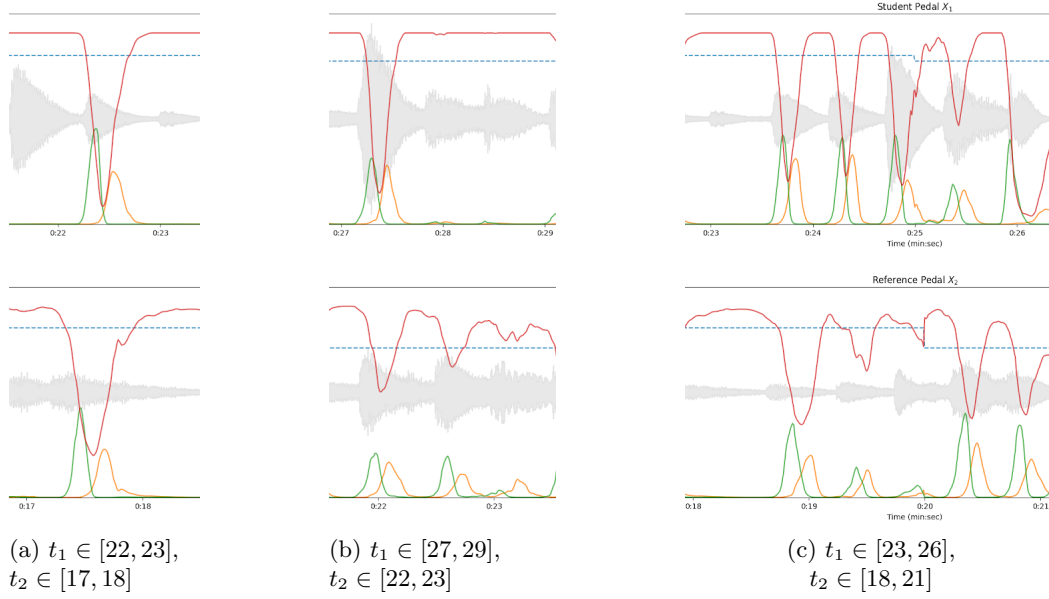 Student Pedal X₁
0:22 0:23
0:27 0:28 0:29
0:23 0:24 0:25 0:26
Time (min:sec)
Reference Pedal X₂
0:17 0:18
0:22 0:23
0:18 0:19 0:20 0:21
Time (min:sec)
(a) t₁ ∈ [22, 23],
t₂ ∈ [17, 18]
(b) t₁ ∈ [27, 29],
t₂ ∈ [22, 23]
(c) t₁ ∈ [23, 26],
t₂ ∈ [18, 21]